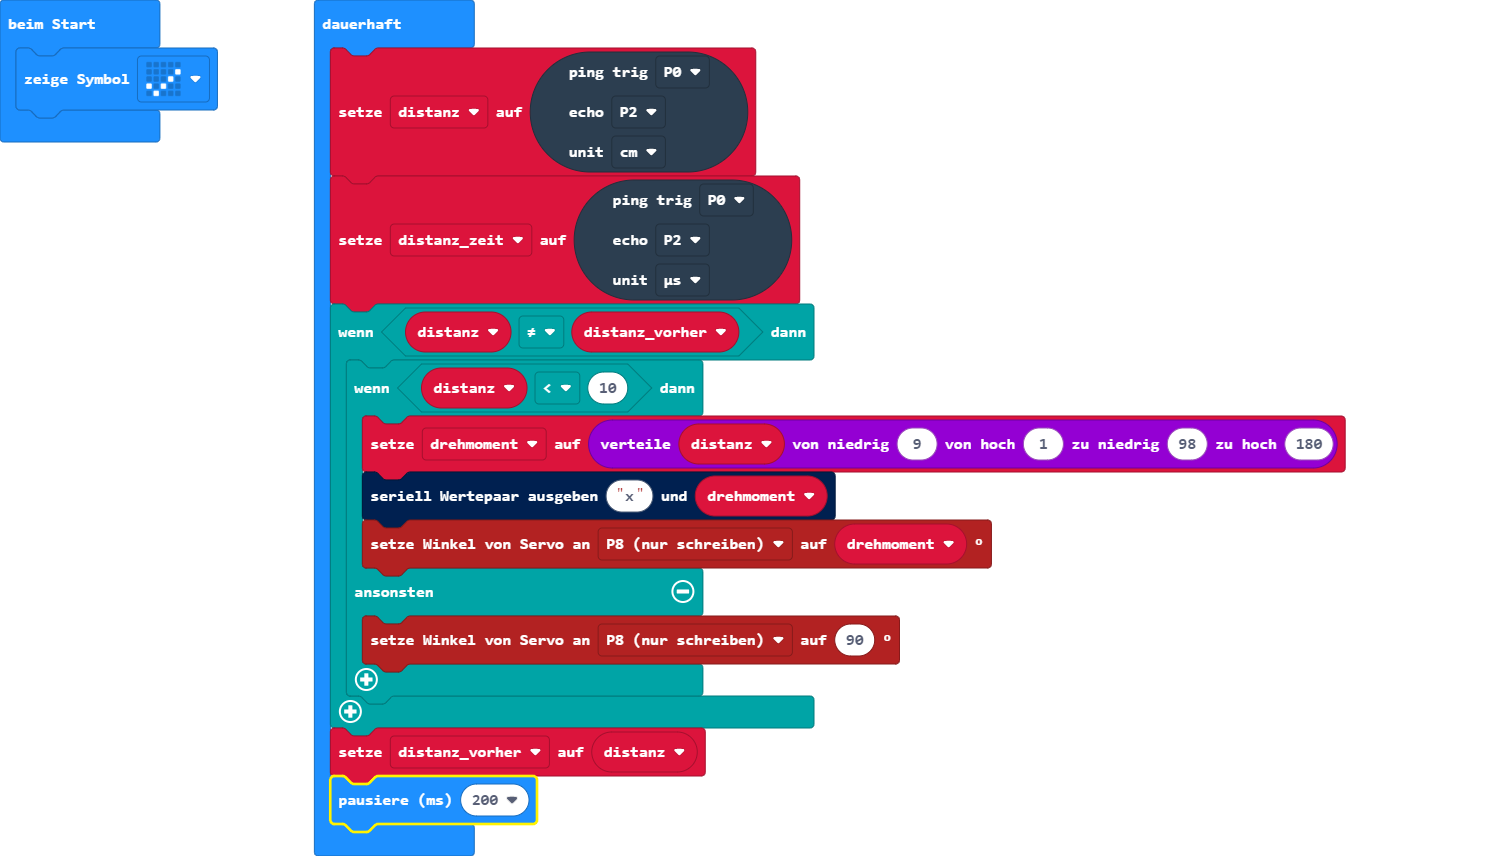 beim Start
zeige Symbol
dauerhaft
setze distanz auf ping trig P0
echo P2
unit cm
setze distanz_zeit auf ping trig P0
echo P2
unit µs
wenn distanz ≠ distanz_vorher dann
wenn distanz < 10 dann
setze drehmoment auf verteile distanz von niedrig 9 von hoch 1 zu niedrig 98 zu hoch 180
seriell Wertepaar ausgeben "x" und drehmoment
setze Winkel von Servo an P8 (nur schreiben) auf drehmoment °
ansonsten
setze Winkel von Servo an P8 (nur schreiben) auf 90 °
setze distanz_vorher auf distanz
pausiere (ms) 200